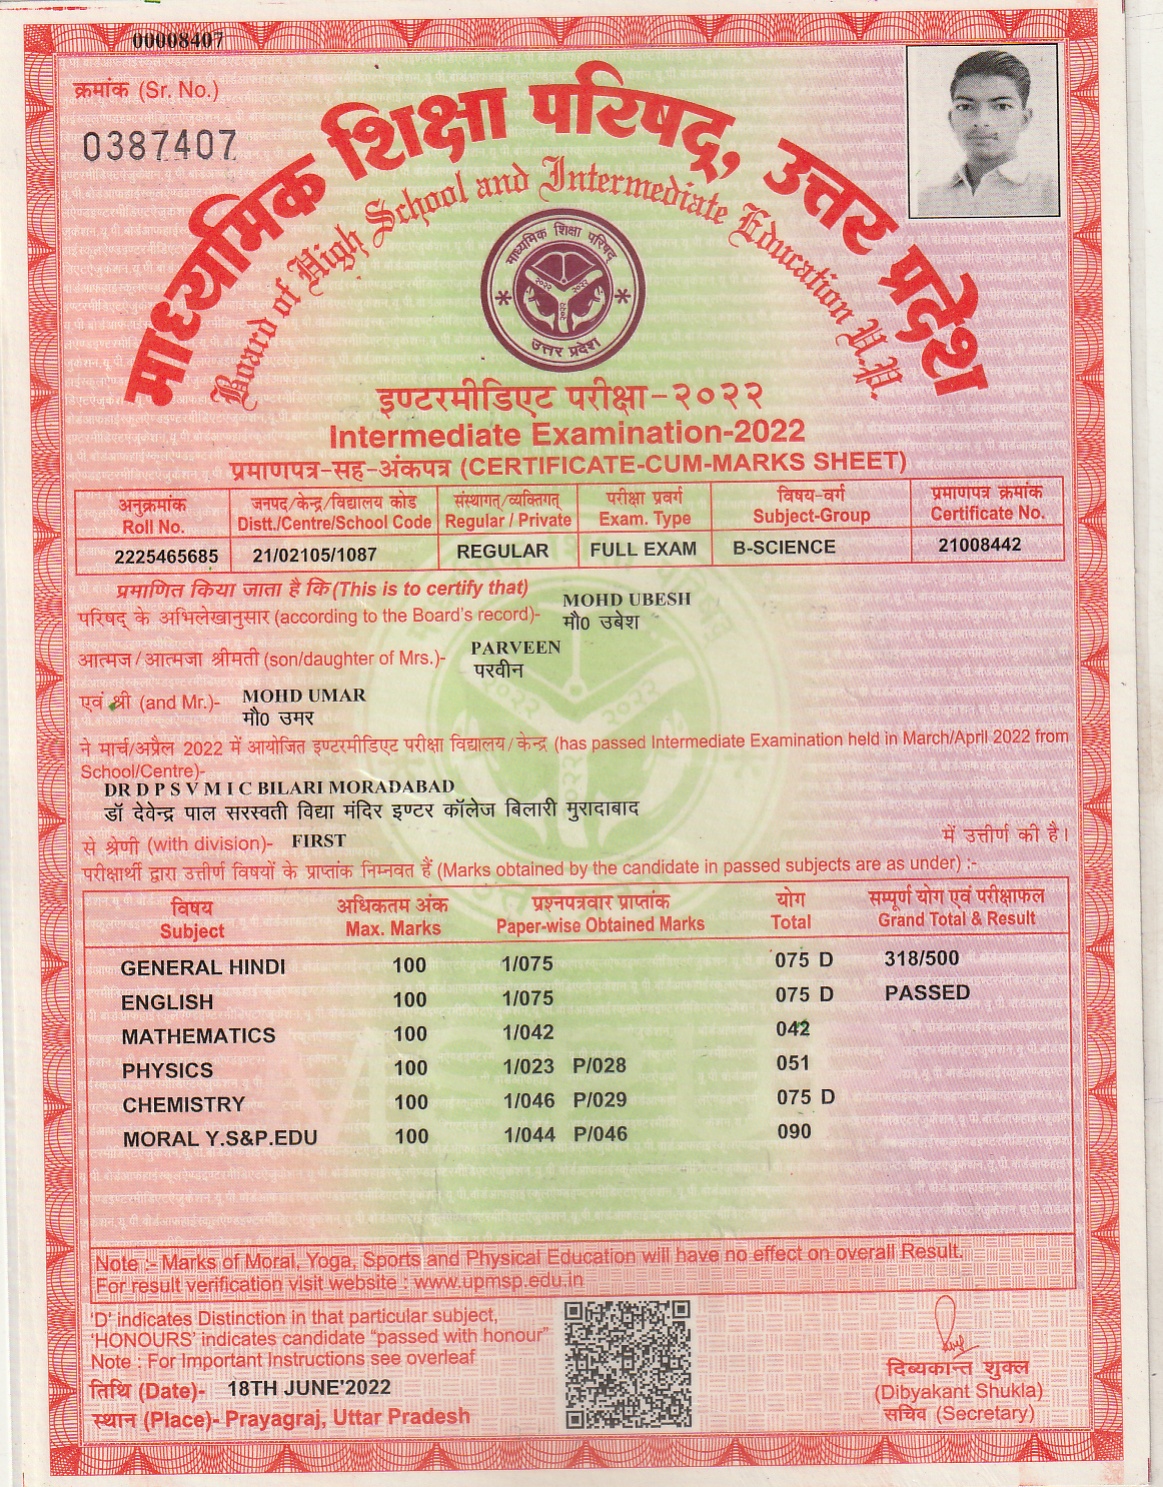 00008407
क्रमांक (Sr. No.)
0387407
माध्यमिक शिक्षा परिषद्, उत्तर प्रदेश
Board of High School and Intermediate Education U.P.
माध्यमिक शिक्षा परिषद
उत्तर प्रदेश
इण्टरमीडिएट परीक्षा-२०२२
Intermediate Examination-2022
प्रमाणपत्र-सह-अंकपत्र (CERTIFICATE-CUM-MARKS SHEET)
अनुक्रमांक जनपद/केन्द्र/विद्यालय कोड संस्थागत्/व्यक्तिगत् परीक्षा प्रवर्ग विषय-वर्ग प्रमाणपत्र क्रमांक
Roll No. Distt./Centre/School Code Regular / Private Exam. Type Subject-Group Certificate No.
2225465685 21/02105/1087 REGULAR FULL EXAM B-SCIENCE 21008442
प्रमाणित किया जाता है कि (This is to certify that)
परिषद् के अभिलेखानुसार (according to the Board's record)- MOHD UBESH
मौ0 उबेश
आत्मज/आत्मजा श्रीमती (son/daughter of Mrs.)- PARVEEN
परवीन
एवं श्री (and Mr.)- MOHD UMAR
मौ0 उमर
ने मार्च/अप्रैल 2022 में आयोजित इण्टरमीडिएट परीक्षा विद्यालय/केन्द्र (has passed Intermediate Examination held in March/April 2022 from
School/Centre)-
DR D P S V M I C BILARI MORADABAD
डॉ देवेन्द्र पाल सरस्वती विद्या मंदिर इण्टर कॉलेज बिलारी मुरादाबाद
से श्रेणी (with division)- FIRST में उत्तीर्ण की है।
परीक्षार्थी द्वारा उत्तीर्ण विषयों के प्राप्तांक निम्नवत हैं (Marks obtained by the candidate in passed subjects are as under) :-
विषय अधिकतम अंक प्रश्नपत्रवार प्राप्तांक योग सम्पूर्ण योग एवं परीक्षाफल
Subject Max. Marks Paper-wise Obtained Marks Total Grand Total & Result
GENERAL HINDI 100 1/075 075 D 318/500
ENGLISH 100 1/075 075 D PASSED
MATHEMATICS 100 1/042 042
PHYSICS 100 1/023 P/028 051
CHEMISTRY 100 1/046 P/029 075 D
MORAL Y.S&P.EDU 100 1/044 P/046 090
Note :- Marks of Moral, Yoga, Sports and Physical Education will have no effect on overall Result.
For result verification visit website : www.upmsp.edu.in
'D' indicates Distinction in that particular subject,
'HONOURS' indicates candidate "passed with honour"
Note : For Important Instructions see overleaf
तिथि (Date)- 18TH JUNE'2022
स्थान (Place)- Prayagraj, Uttar Pradesh
दिब्यकान्त शुक्ल
(Dibyakant Shukla)
सचिव (Secretary)